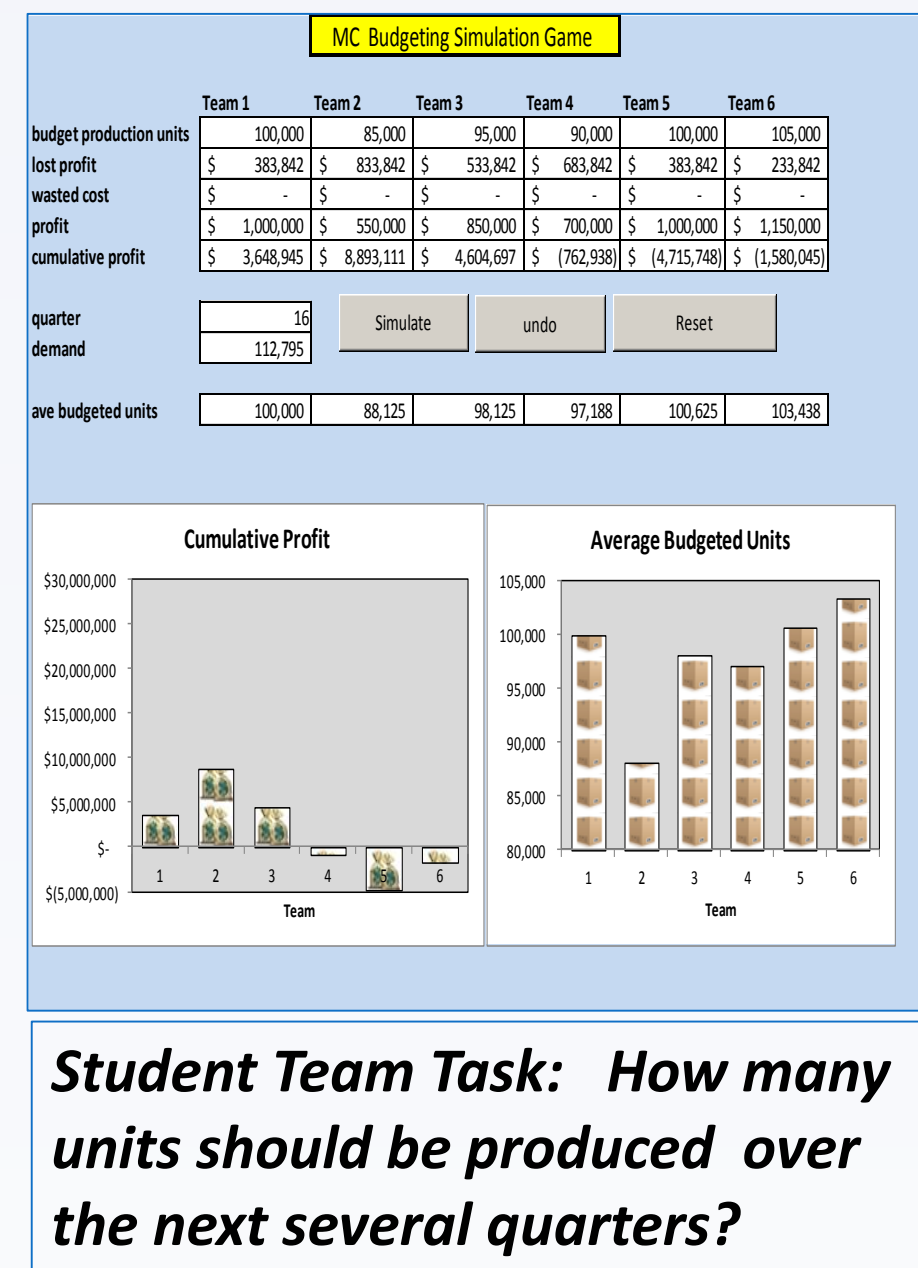 MC Budgeting Simulation Game
Team 1 Team 2 Team 3 Team 4 Team 5 Team 6
budget production units 100,000 85,000 95,000 90,000 100,000 105,000
lost profit $ 383,842 $ 833,842 $ 533,842 $ 683,842 $ 383,842 $ 233,842
wasted cost $ - $ - $ - $ - $ - $ -
profit $ 1,000,000 $ 550,000 $ 850,000 $ 700,000 $ 1,000,000 $ 1,150,000
cumulative profit $ 3,648,945 $ 8,893,111 $ 4,604,697 $ (762,938) $ (4,715,748) $ (1,580,045)
quarter 16 Simulate undo Reset
demand 112,795
ave budgeted units 100,000 88,125 98,125 97,188 100,625 103,438
Cumulative Profit
$30,000,000
$25,000,000
$20,000,000
$15,000,000
$10,000,000
$5,000,000
$-
$(5,000,000)
1 2 3 4 5 6
Team
Average Budgeted Units
105,000
100,000
95,000
90,000
85,000
80,000
1 2 3 4 5 6
Team
Student Team Task: How many
units should be produced over
the next several quarters?